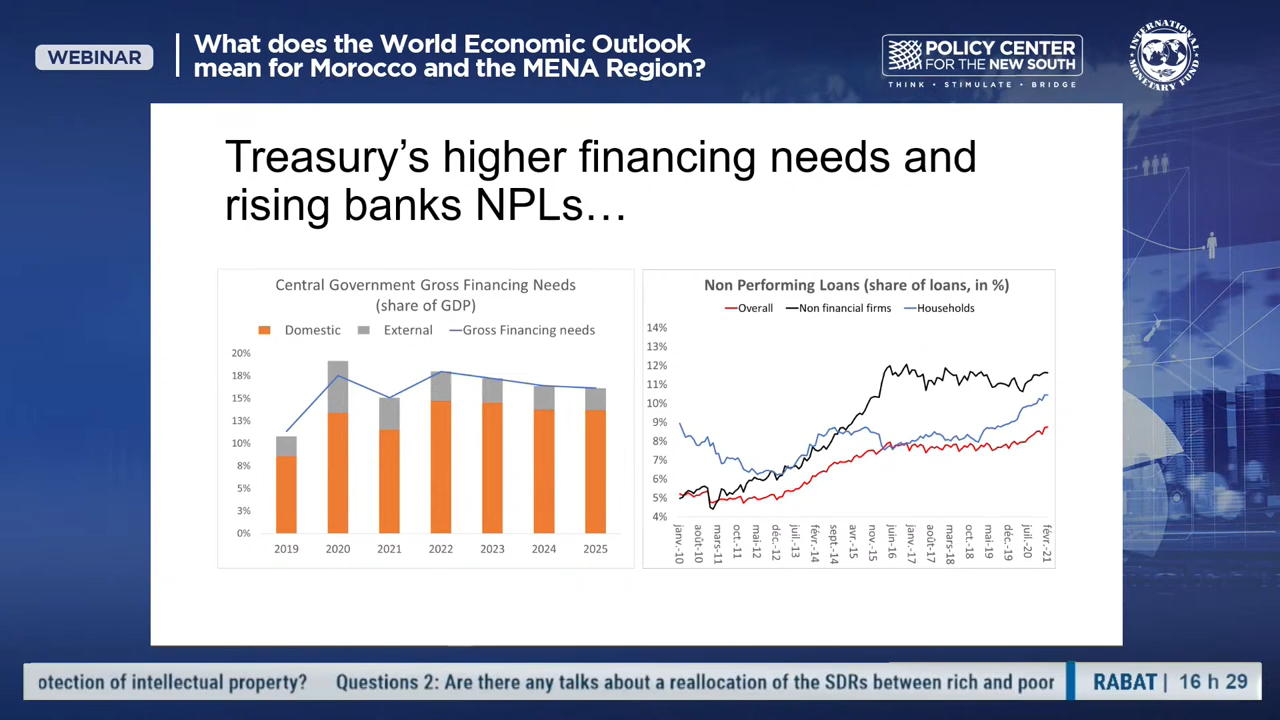 WEBINAR
What does the World Economic Outlook
mean for Morocco and the MENA Region?
POLICY CENTER
FOR THE NEW SOUTH
THINK • STIMULATE • BRIDGE
INTERNATIONAL MONETARY FUND
Treasury's higher financing needs and
rising banks NPLs…
Central Government Gross Financing Needs
(share of GDP)
Domestic External Gross Financing needs
20%
18%
15%
13%
10%
8%
5%
3%
0%
2019 2020 2021 2022 2023 2024 2025
Non Performing Loans (share of loans, in %)
Overall Non financial firms Households
14%
13%
12%
11%
10%
9%
8%
7%
6%
5%
4%
janv.-10 août-10 mars-11 oct.-11 mai-12 déc.-12 juil.-13 févr.-14 sept.-14 avr.-15 nov.-15 juin-16 janv.-17 août-17 mars-18 oct.-18 mai-19 déc.-19 juil.-20 févr.-21
otection of intellectual property? Questions 2: Are there any talks about a reallocation of the SDRs between rich and poor
RABAT | 16 h 29